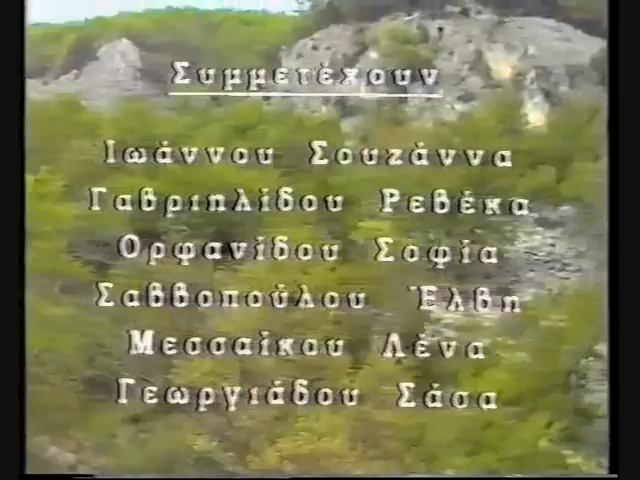 Συμμετέχουν
Ιωάννου Σουζάννα
Γαβριηλίδου Ρεβέκα
Ορφανίδου Σοφία
Σαββοπούλου Έλβη
Μεσσαίκου Λένα
Γεωργιάδου Σάσα